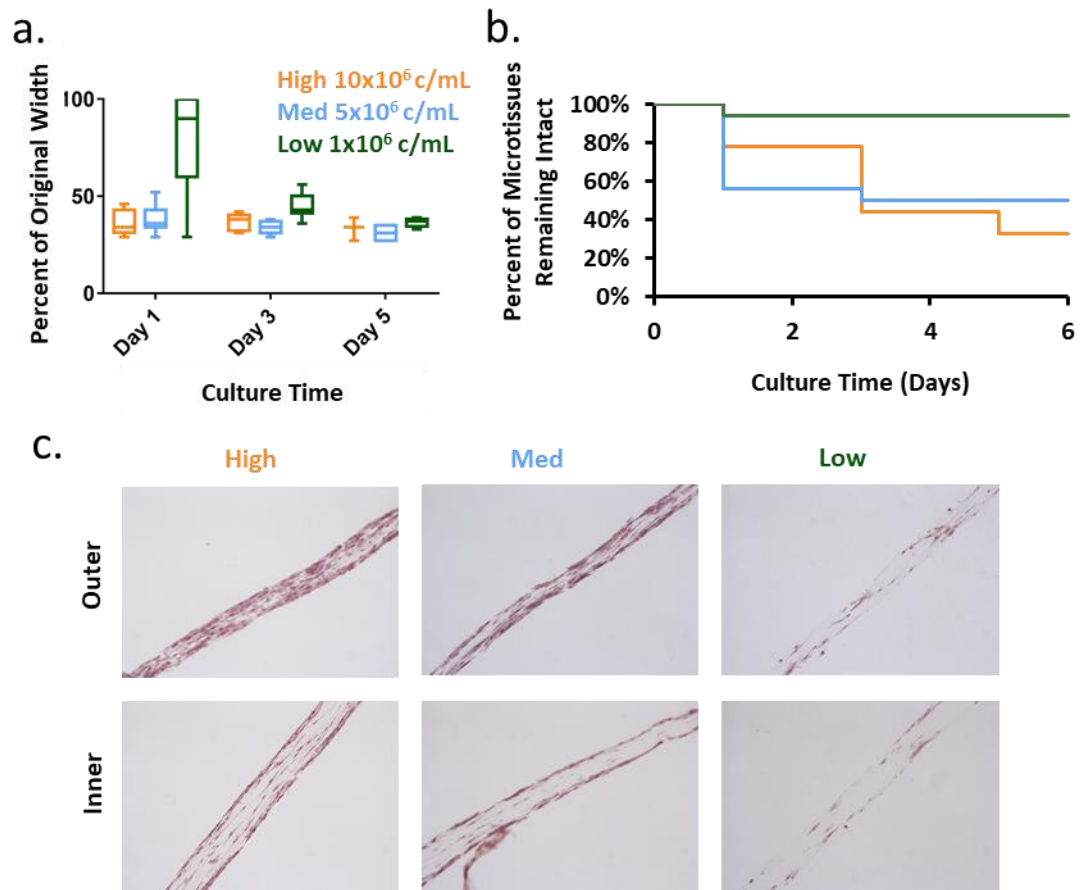 a.
Percent of Original Width
High 10x10⁶ c/mL
Med 5x10⁶ c/mL
Low 1x10⁶ c/mL
100
50
0
Day 1
Day 3
Day 5
Culture Time
b.
Percent of Microtissues
Remaining Intact
100%
80%
60%
40%
20%
0%
0
2
4
6
Culture Time (Days)
c.
High
Med
Low
Outer
Inner